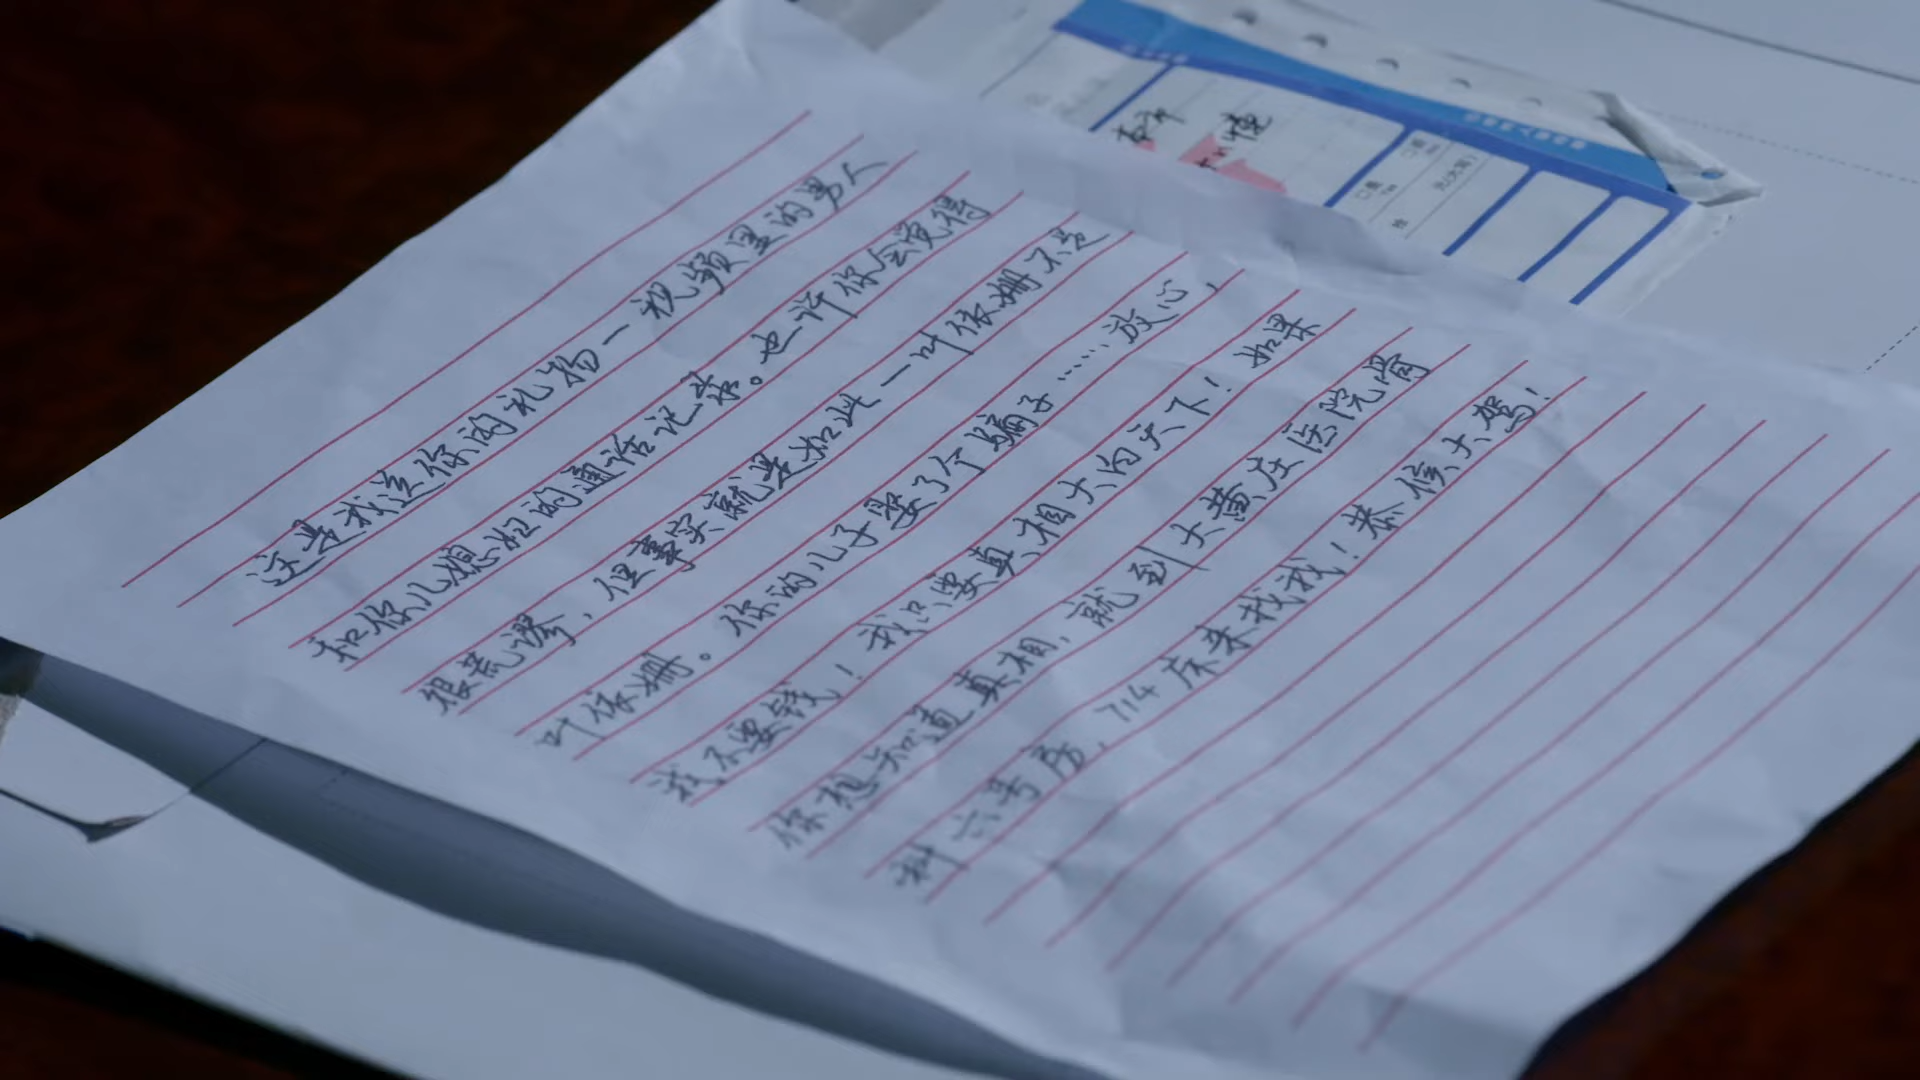 这是我送你的礼物一视频里的男人
和你儿媳妇的通话记录。也许你会觉得
很荒谬，但事实就是如此一叶依姗不是
叶依姗。你的儿子娶了个骗子……放心，
我不要钱！我只要真相大白天下！如果
你想知道真相，就到大黄庄医院骨
科六号房，714床来找我！恭候大驾！